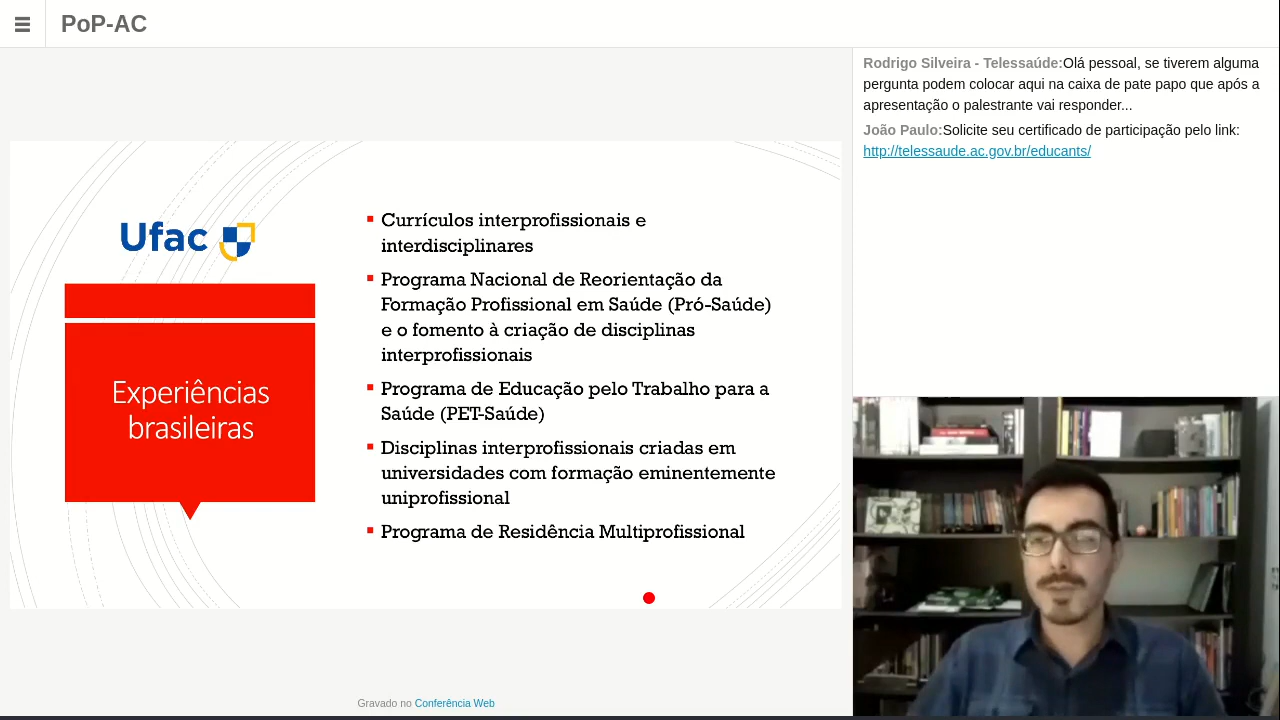 PoP-AC
Ufac
Experiências
brasileiras
Currículos interprofissionais e
interdisciplinares
Programa Nacional de Reorientação da
Formação Profissional em Saúde (Pró-Saúde)
e o fomento à criação de disciplinas
interprofissionais
Programa de Educação pelo Trabalho para a
Saúde (PET-Saúde)
Disciplinas interprofissionais criadas em
universidades com formação eminentemente
uniprofissional
Programa de Residência Multiprofissional
Gravado no Conferência Web
Rodrigo Silveira - Telessaúde:Olá pessoal, se tiverem alguma
pergunta podem colocar aqui na caixa de pate papo que após a
apresentação o palestrante vai responder...
João Paulo:Solicite seu certificado de participação pelo link:
http://telessaude.ac.gov.br/educants/